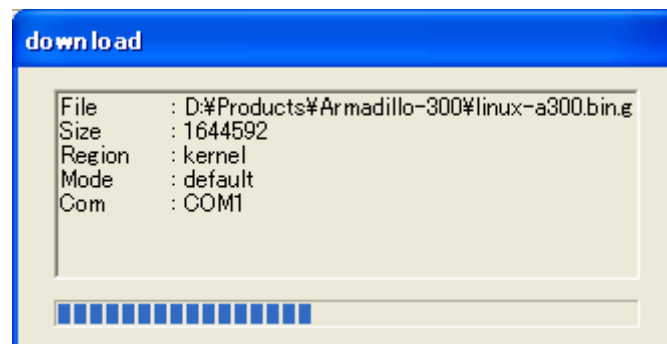 download
File : D:¥Products¥Armadillo-300¥linux-a300.bin.g
Size : 1644592
Region : kernel
Mode : default
Com : COM1